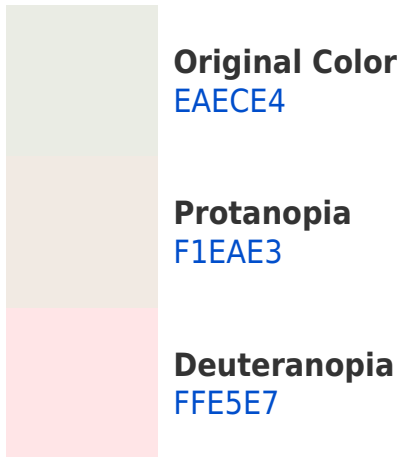 Original Color
EAECE4
Protanopia
F1EAE3
Deuteranopia
FFE5E7